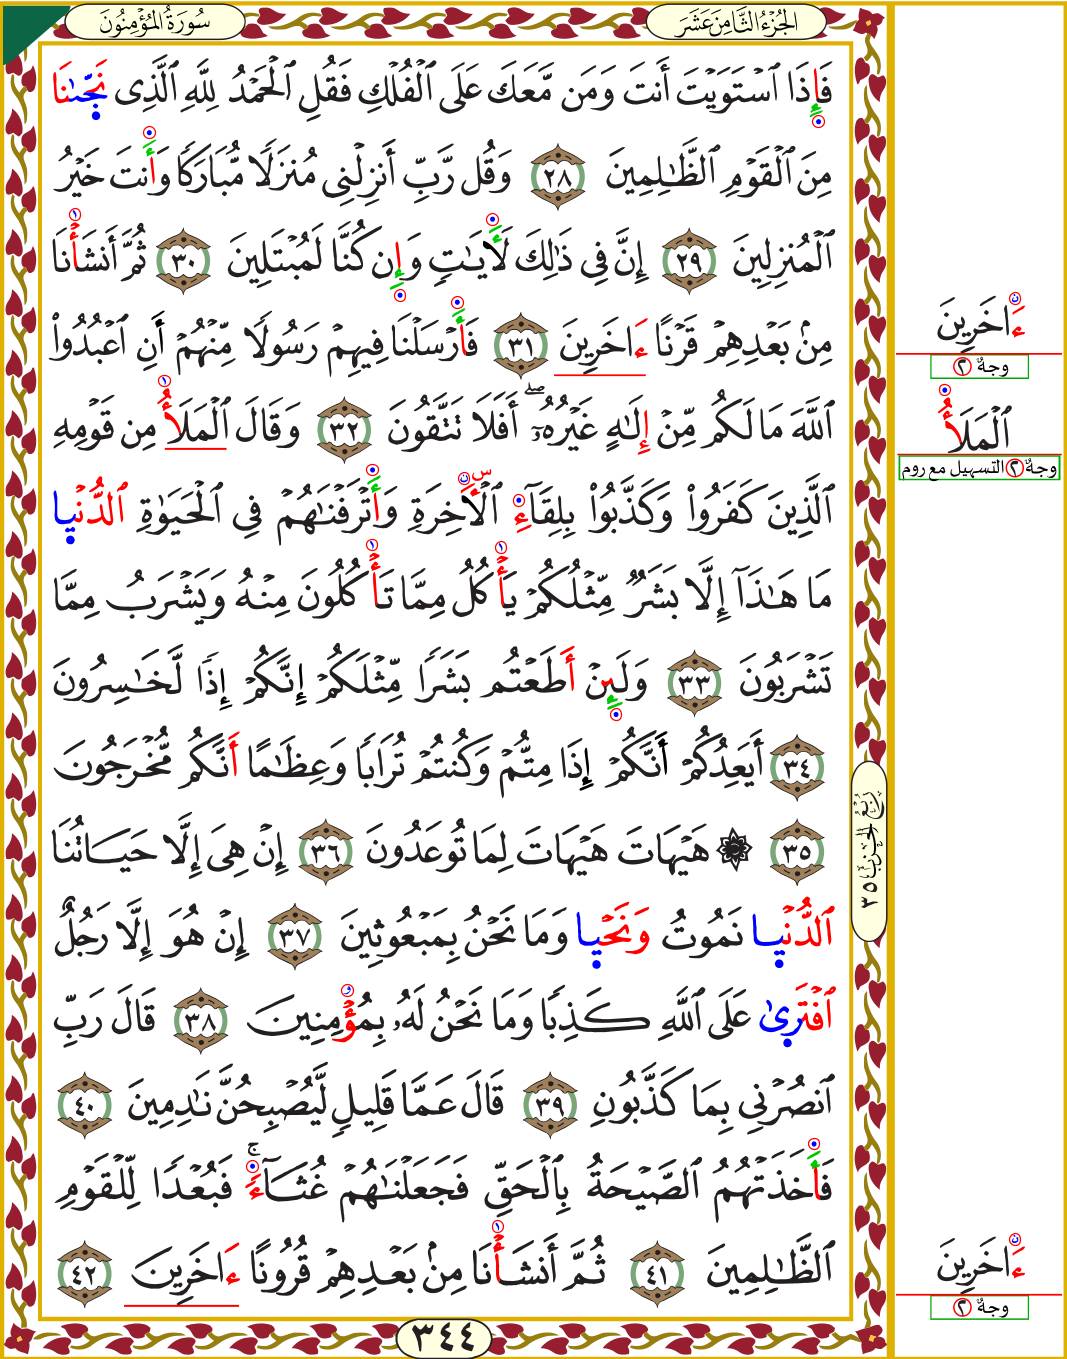 سُورَةُ المُؤْمِنُونَ
الجُزْءُ الثَّامِنَ عَشَرَ
فَإِذَا ٱسْتَوَيْتَ أَنتَ وَمَن مَّعَكَ عَلَى ٱلْفُلْكِ فَقُلِ ٱلْحَمْدُ لِلَّهِ ٱلَّذِى نَجَّىٰنَا
مِنَ ٱلْقَوْمِ ٱلظَّـٰلِمِينَ ٢٨ وَقُل رَّبِّ أَنزِلْنِى مُنزَلًا مُّبَارَكًا وَأَنتَ خَيْرُ
ٱلْمُنزِلِينَ ٢٩ إِنَّ فِى ذَٰلِكَ لَأَيَـٰتٍ وَإِن كُنَّا لَمُبْتَلِينَ ٣٠ ثُمَّ أَنشَأْنَا
مِنۢ بَعْدِهِمْ قَرْنًا ءَاخَرِينَ ٣١ فَأَرْسَلْنَا فِيهِمْ رَسُولًا مِّنْهُمْ أَنِ ٱعْبُدُوا۟
ٱللَّهَ مَا لَكُم مِّنْ إِلَـٰهٍ غَيْرُهُۥٓ ۖ أَفَلَا تَتَّقُونَ ٣٢ وَقَالَ ٱلْمَلَأُ مِن قَوْمِهِ
ٱلَّذِينَ كَفَرُوا۟ وَكَذَّبُوا۟ بِلِقَآءِ ٱلْأَخِرَةِ وَأَتْرَفْنَـٰهُمْ فِى ٱلْحَيَوٰةِ ٱلدُّنْيَا
مَا هَـٰذَآ إِلَّا بَشَرٌ مِّثْلُكُمْ يَأْكُلُ مِمَّا تَأْكُلُونَ مِنْهُ وَيَشْرَبُ مِمَّا
تَشْرَبُونَ ٣٣ وَلَئِنْ أَطَعْتُم بَشَرًا مِّثْلَكُمْ إِنَّكُمْ إِذًا لَّخَـٰسِرُونَ
٣٤ أَيَعِدُكُمْ أَنَّكُمْ إِذَا مِتُّمْ وَكُنتُمْ تُرَابًا وَعِظَـٰمًا أَنَّكُم مُّخْرَجُونَ
٣٥ ۞ هَيْهَاتَ هَيْهَاتَ لِمَا تُوعَدُونَ ٣٦ إِنْ هِىَ إِلَّا حَيَاتُنَا
ٱلدُّنْيَا نَمُوتُ وَنَحْيَا وَمَا نَحْنُ بِمَبْعُوثِينَ ٣٧ إِنْ هُوَ إِلَّا رَجُلٌ
ٱفْتَرَىٰ عَلَى ٱللَّهِ كَذِبًا وَمَا نَحْنُ لَهُۥ بِمُؤْمِنِينَ ٣٨ قَالَ رَبِّ
ٱنصُرْنِى بِمَا كَذَّبُونِ ٣٩ قَالَ عَمَّا قَلِيلٍ لَّيُصْبِحُنَّ نَـٰدِمِينَ ٤٠
فَأَخَذَتْهُمُ ٱلصَّيْحَةُ بِٱلْحَقِّ فَجَعَلْنَـٰهُمْ غُثَآءً ۚ فَبُعْدًا لِّلْقَوْمِ
ٱلظَّـٰلِمِينَ ٤١ ثُمَّ أَنشَأْنَا مِنۢ بَعْدِهِمْ قُرُونًا ءَاخَرِينَ ٤٢
٣٤٤
رُبْعُ الحِزْبِ ٣٥
ءَاخَرِينَ
وجهٌ ٢
ٱلْمَلَأُ
وجهٌ ٢ التسهيل مع روم
ءَاخَرِينَ
وجهٌ ٢